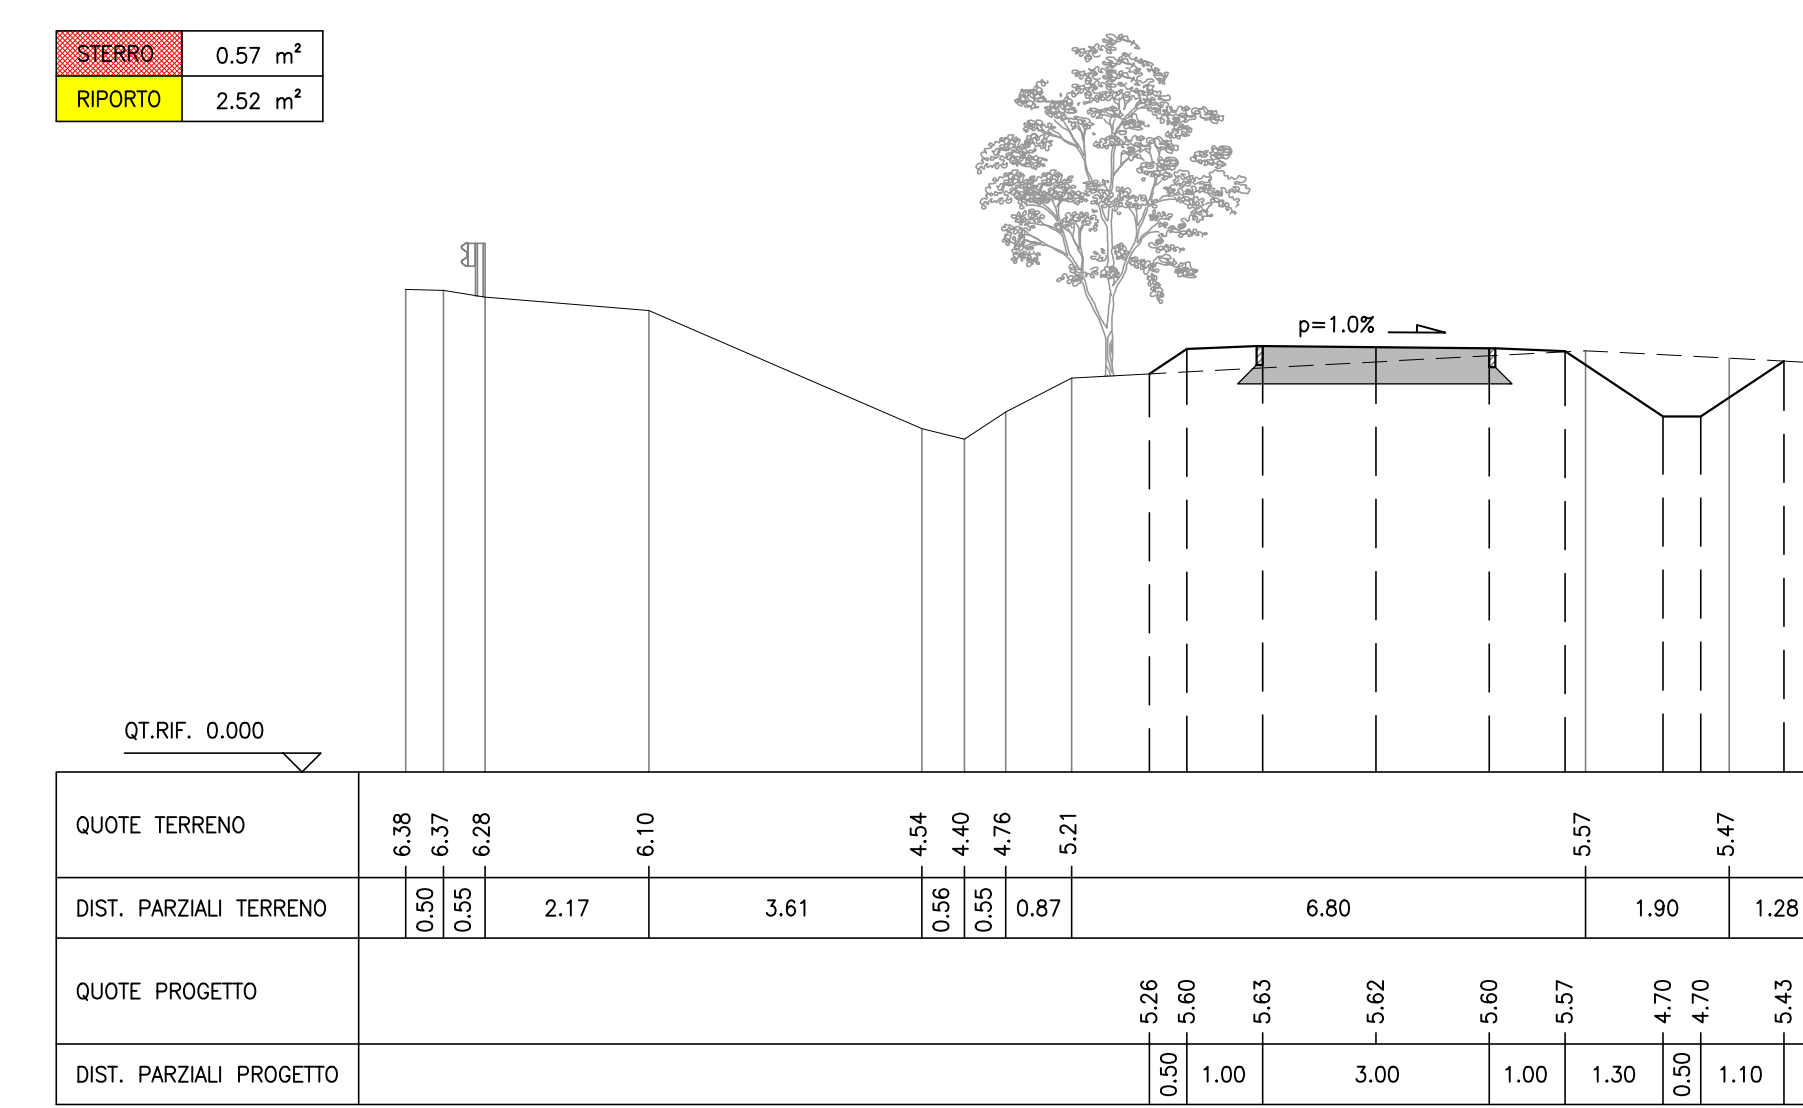 STERRO 0.57 m²
RIPORTO 2.52 m²
p=1.0%
QT.RIF. 0.000
QUOTE TERRENO 6.38 6.37 6.28 6.10 4.54 4.40 4.76 5.21 5.57 5.47
DIST. PARZIALI TERRENO 0.50 0.55 2.17 3.61 0.56 0.55 0.87 6.80 1.90 1.28
QUOTE PROGETTO 5.26 5.60 5.63 5.62 5.60 5.57 4.70 4.70 5.43
DIST. PARZIALI PROGETTO 0.50 1.00 3.00 1.00 1.30 0.50 1.10